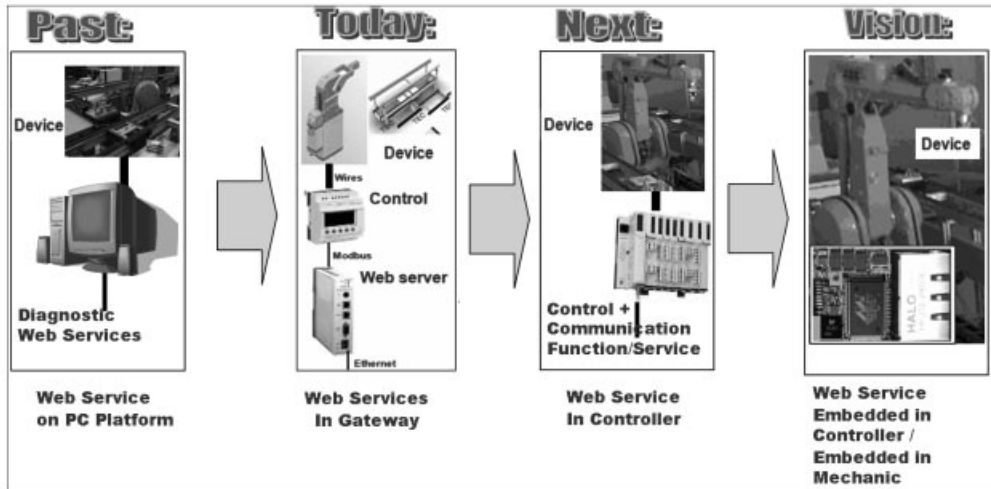 Past:
Device
Diagnostic
Web Services
Web Service
on PC Platform
Today:
Device
Wires
Control
Modbus
Web server
Ethernet
Web Services
In Gateway
Next:
Device
Control +
Communication
Function/Service
Web Service
In Controller
Vision:
Device
HALO
Web Service
Embedded in
Controller /
Embedded in
Mechanic